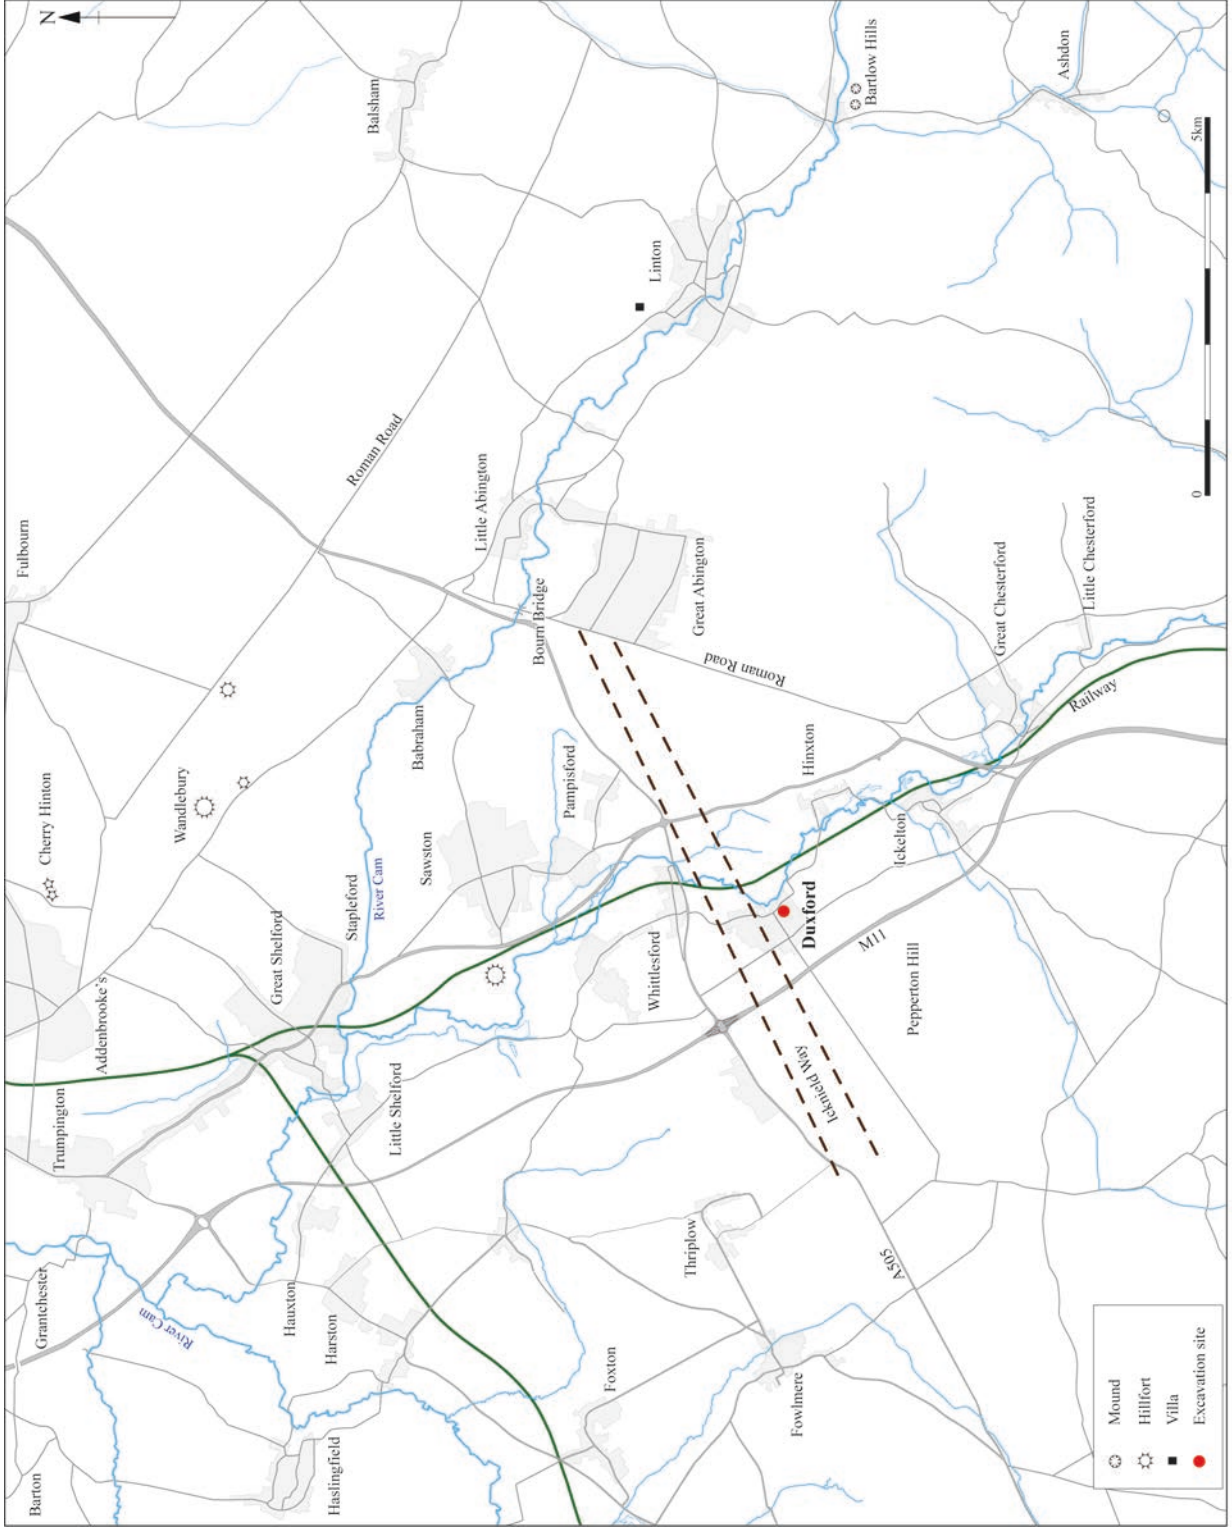 N
Barton
Grantchester
Trumpington
Addenbrooke's
Cherry Hinton
Fulbourn
Wandlebury
Balsham
River Cam
Haslingfield
Hauxton
Harston
Great Shelford
Stapleford
River Cam
Little Shelford
Babraham
Sawston
Roman Road
Little Abington
Linton
Bourn Bridge
Pampisford
Great Abington
Roman Road
Foxton
Whittlesford
Thriplow
Icknield Way
Duxford
Hinxton
Bartlow Hills
Fowlmere
A505
M11
Pepperton Hill
Ickelton
Great Chesterford
Railway
Little Chesterford
Ashdon
Mound
Hillfort
Villa
Excavation site
0
5km